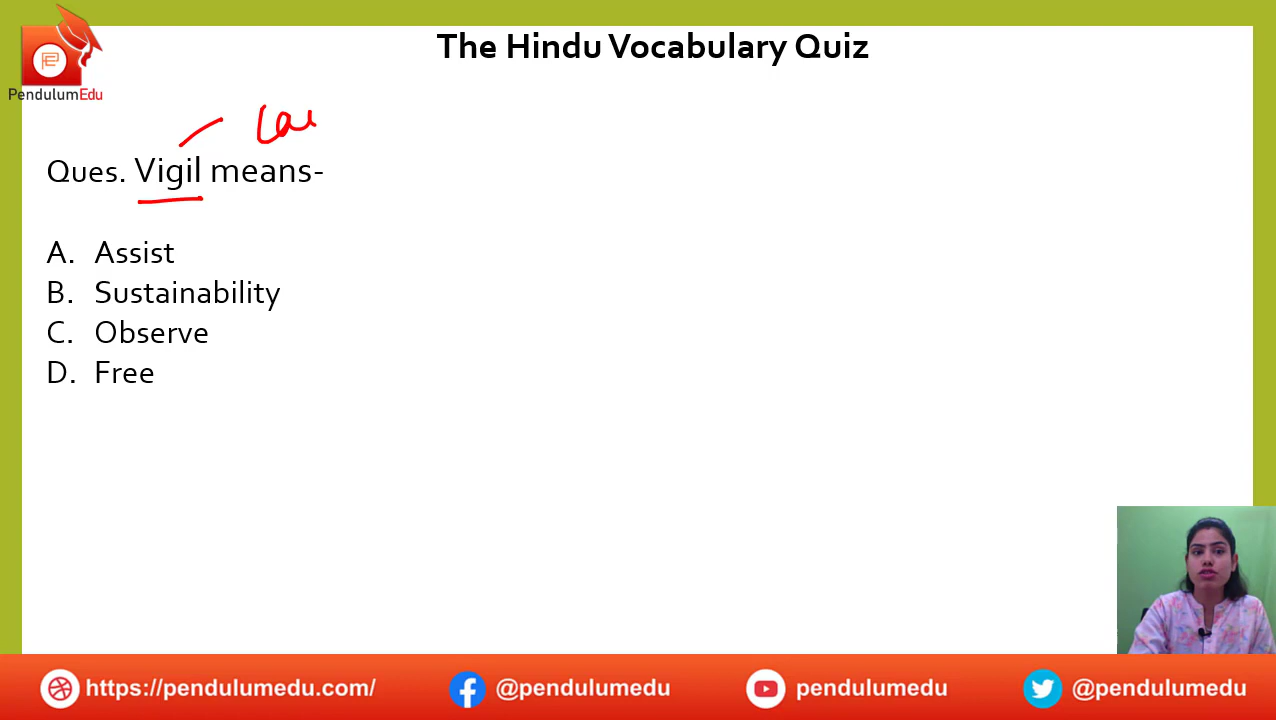 The Hindu Vocabulary Quiz
PendulumEdu
Ques. Vigil means-
A. Assist
B. Sustainability
C. Observe
D. Free
https://pendulumedu.com/
@pendulumedu
pendulumedu
@pendulumedu